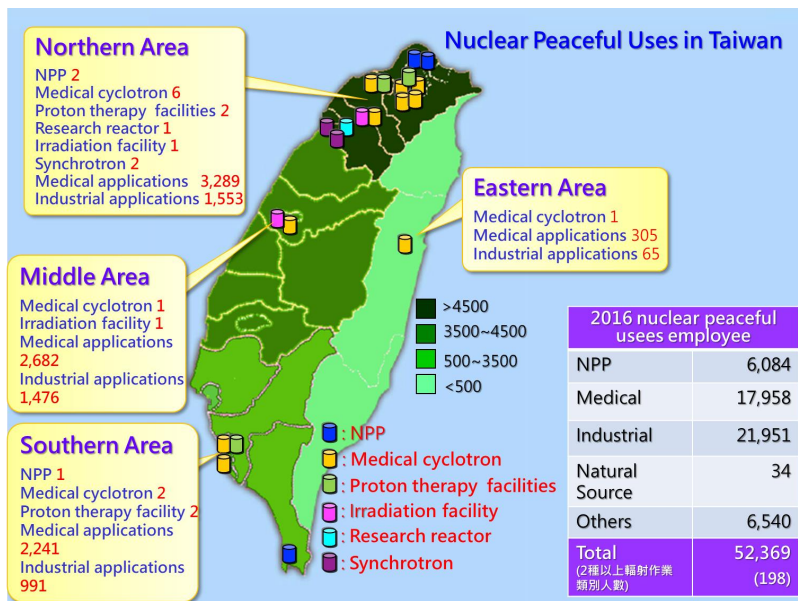 Nuclear Peaceful Uses in Taiwan
Northern Area
NPP 2
Medical cyclotron 6
Proton therapy facilities 2
Research reactor 1
Irradiation facility 1
Synchrotron 2
Medical applications 3,289
Industrial applications 1,553
Eastern Area
Medical cyclotron 1
Medical applications 305
Industrial applications 65
Middle Area
Medical cyclotron 1
Irradiation facility 1
Medical applications
2,682
Industrial applications
1,476
Southern Area
NPP 1
Medical cyclotron 2
Proton therapy facility 2
Medical applications
2,241
Industrial applications
991
>4500
3500~4500
500~3500
<500
: NPP
: Medical cyclotron
: Proton therapy facilities
: Irradiation facility
: Research reactor
: Synchrotron
2016 nuclear peaceful
usees employee
NPP 6,084
Medical 17,958
Industrial 21,951
Natural
Source 34
Others 6,540
Total 52,369
(2種以上輻射作業
類別人數) (198)